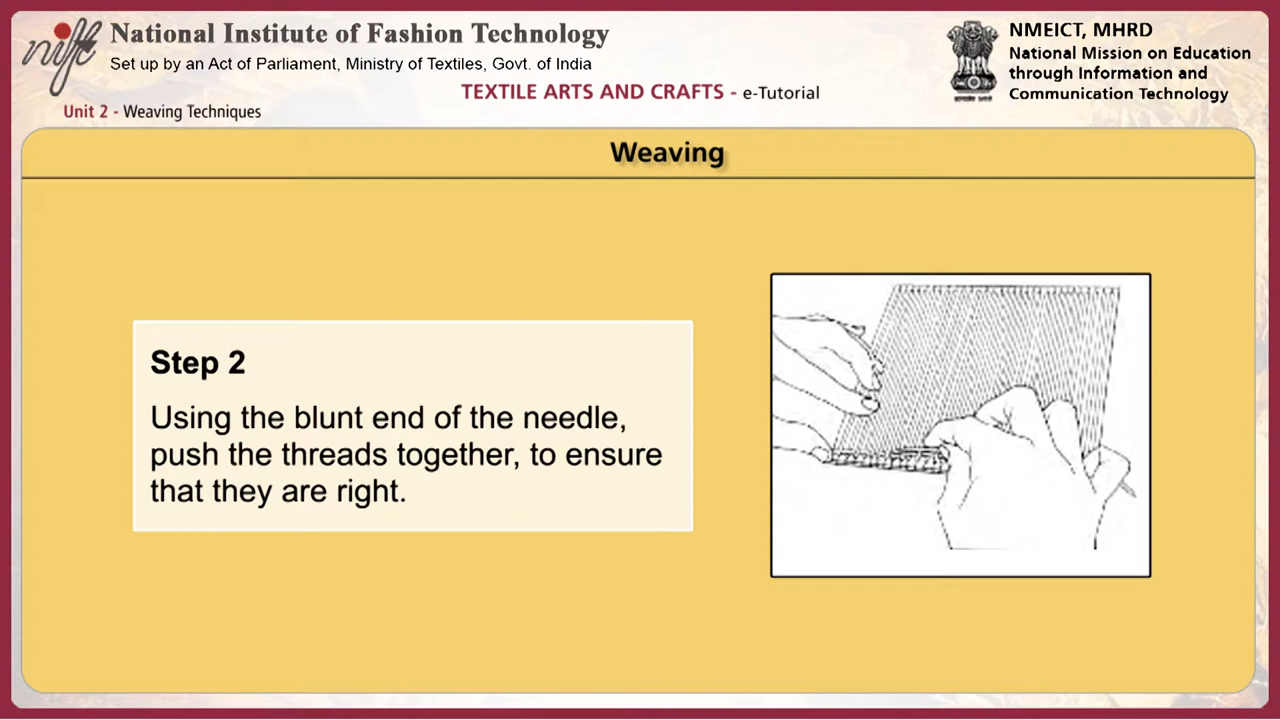 nift
National Institute of Fashion Technology
Set up by an Act of Parliament, Ministry of Textiles, Govt. of India
NMEICT, MHRD
National Mission on Education
through Information and
Communication Technology
TEXTILE ARTS AND CRAFTS - e-Tutorial
Unit 2 - Weaving Techniques
Weaving
Step 2
Using the blunt end of the needle,
push the threads together, to ensure
that they are right.